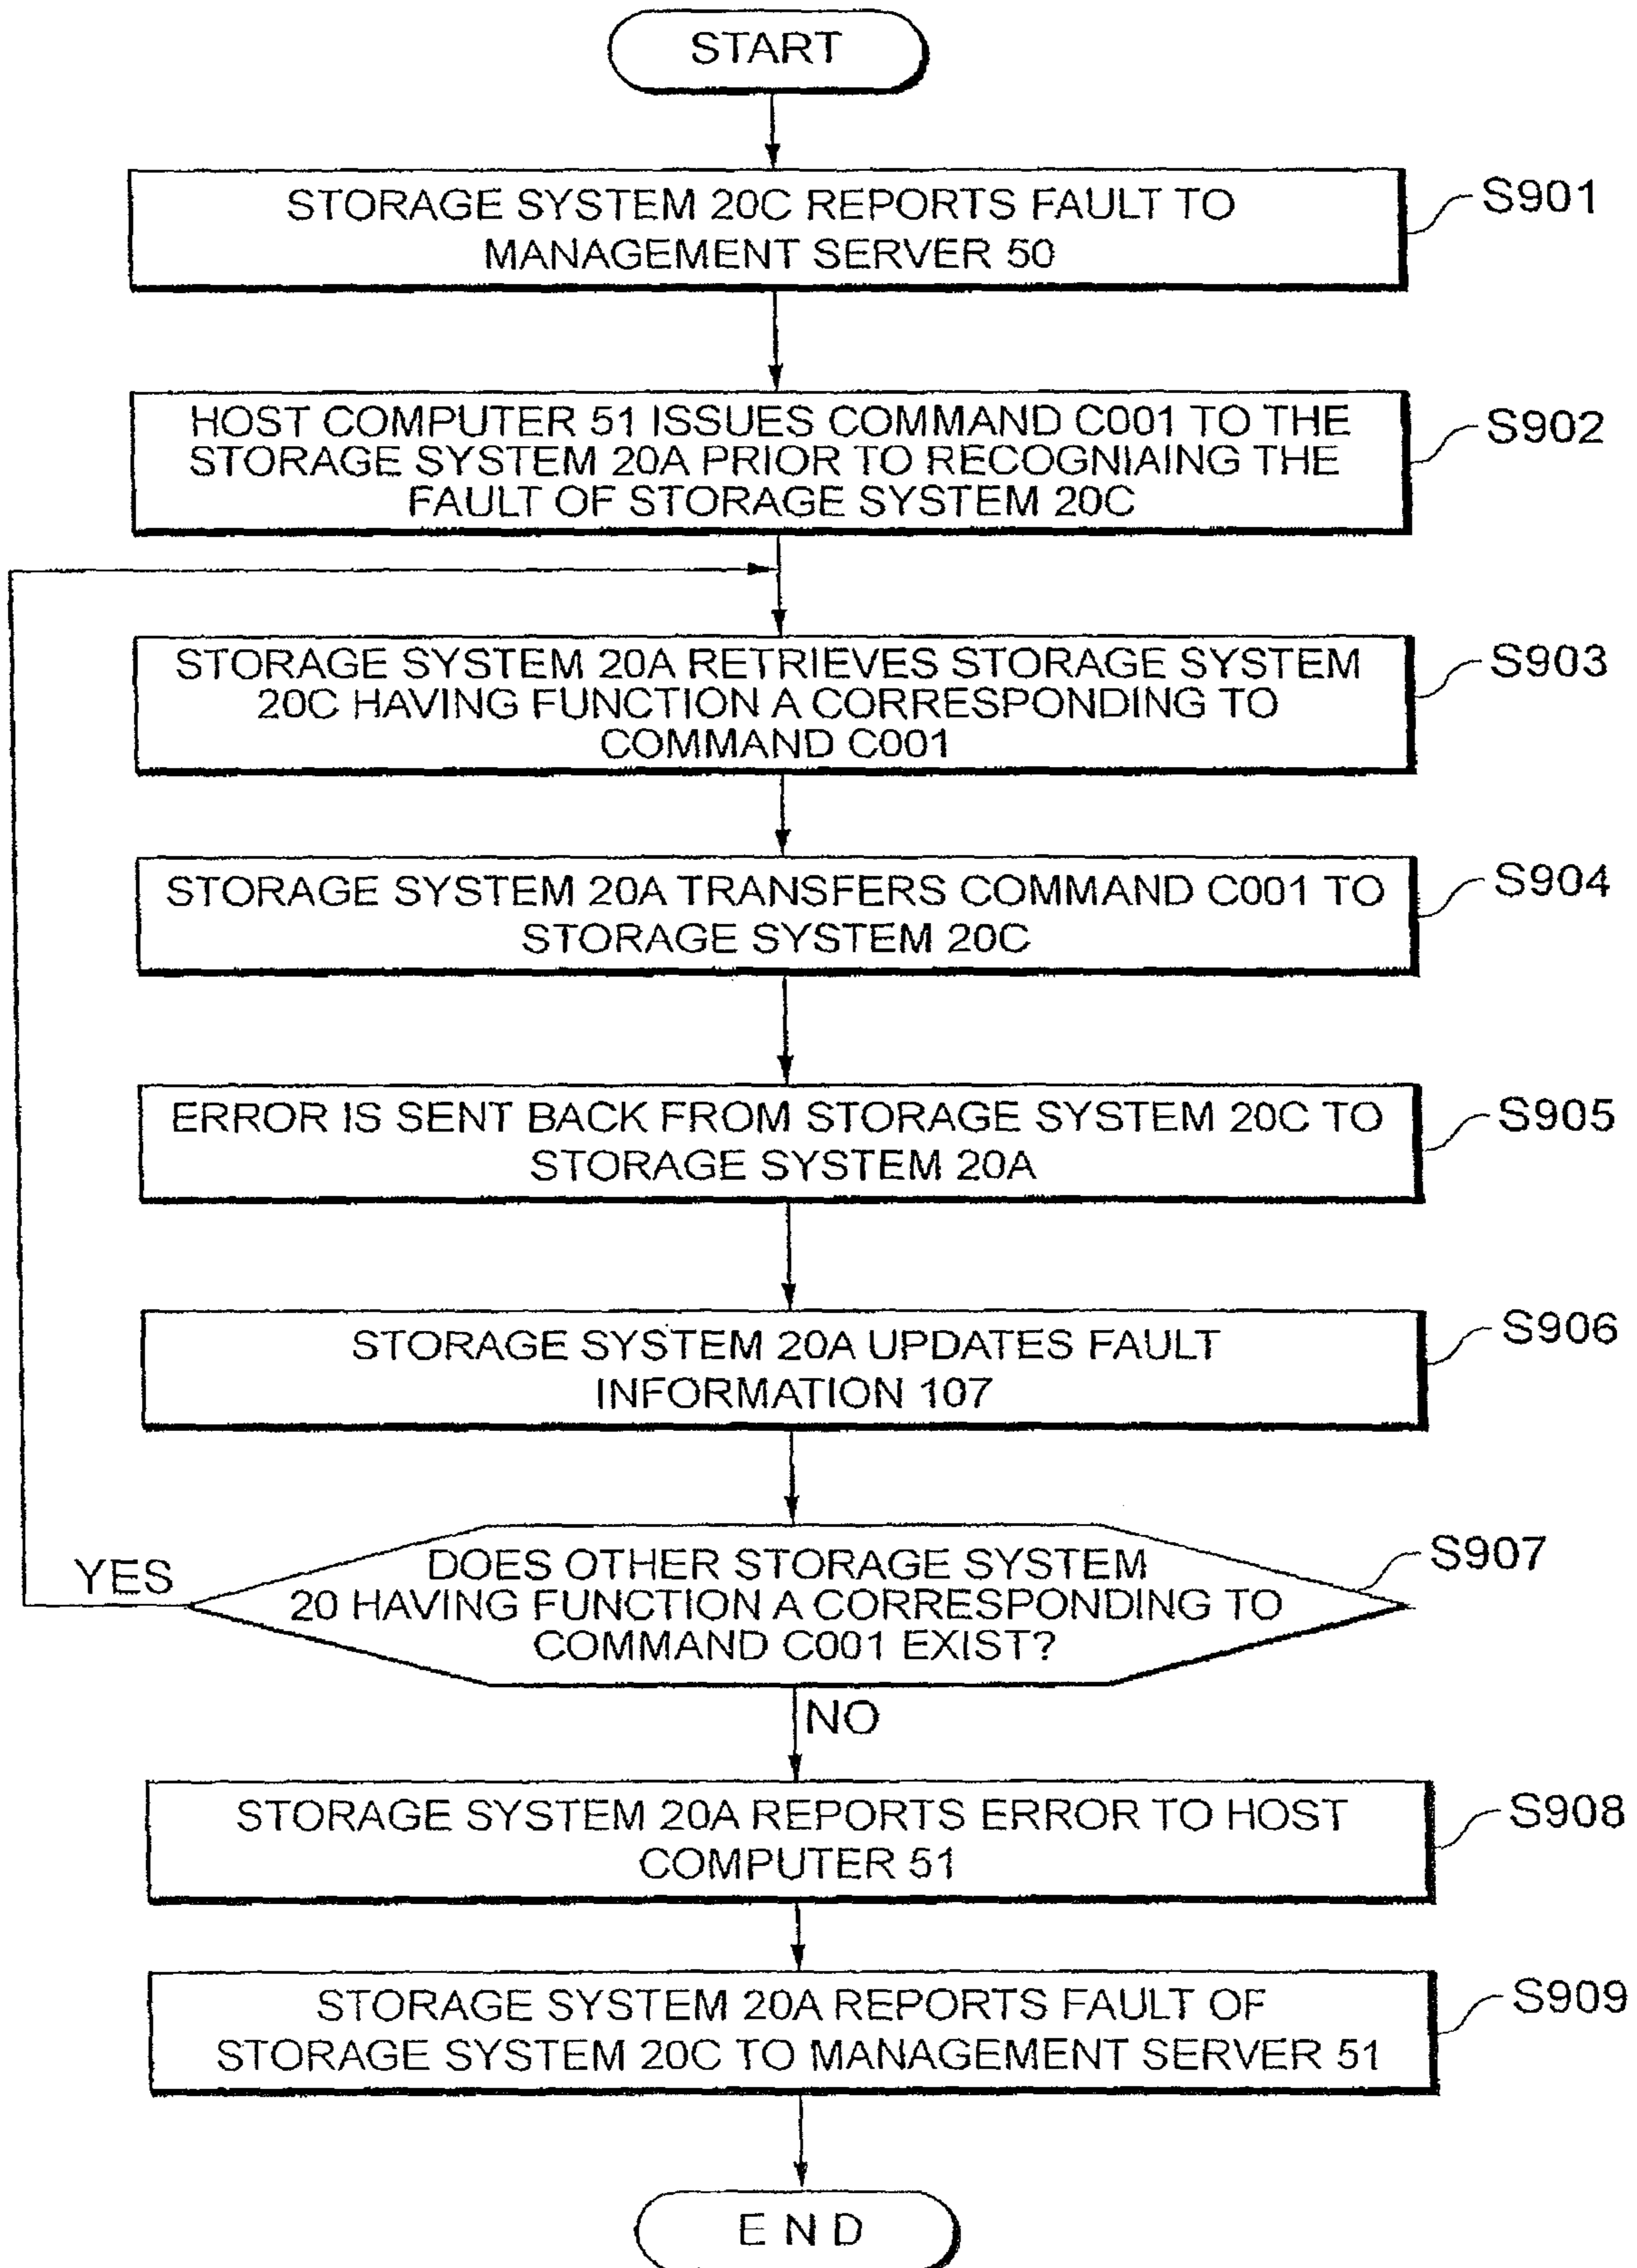 START
STORAGE SYSTEM 20C REPORTS FAULT TO
MANAGEMENT SERVER 50
S901
HOST COMPUTER 51 ISSUES COMMAND C001 TO THE
STORAGE SYSTEM 20A PRIOR TO RECOGNIAING THE
FAULT OF STORAGE SYSTEM 20C
S902
STORAGE SYSTEM 20A RETRIEVES STORAGE SYSTEM
20C HAVING FUNCTION A CORRESPONDING TO
COMMAND C001
S903
STORAGE SYSTEM 20A TRANSFERS COMMAND C001 TO
STORAGE SYSTEM 20C
S904
ERROR IS SENT BACK FROM STORAGE SYSTEM 20C TO
STORAGE SYSTEM 20A
S905
STORAGE SYSTEM 20A UPDATES FAULT
INFORMATION 107
S906
DOES OTHER STORAGE SYSTEM
20 HAVING FUNCTION A CORRESPONDING TO
COMMAND C001 EXIST?
S907
YES
NO
STORAGE SYSTEM 20A REPORTS ERROR TO HOST
COMPUTER 51
S908
STORAGE SYSTEM 20A REPORTS FAULT OF
STORAGE SYSTEM 20C TO MANAGEMENT SERVER 51
S909
END